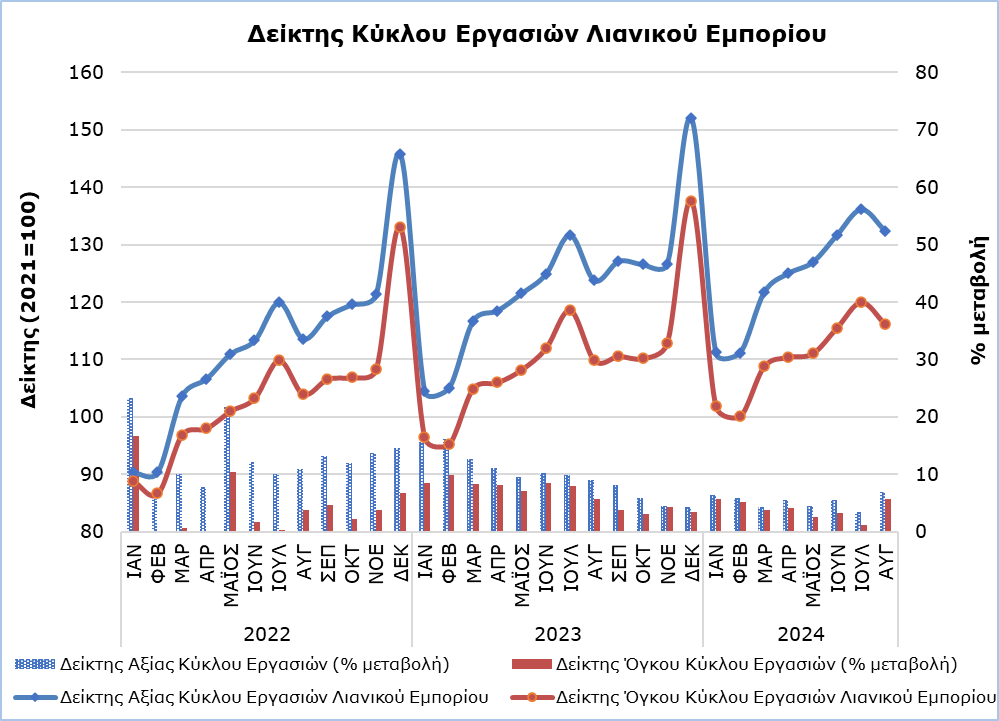 Δείκτης Κύκλου Εργασιών Λιανικού Εμπορίου
160 80
150 70
140 60
130 50
120 40
110 30
100 20
90 10
80 0
Δείκτης (2021=100)
% μεταβολή
ΙΑΝ ΦΕΒ ΜΑΡ ΑΠΡ ΜΑΪΟΣ ΙΟΥΝ ΙΟΥΛ ΑΥΓ ΣΕΠ ΟΚΤ ΝΟΕ ΔΕΚ ΙΑΝ ΦΕΒ ΜΑΡ ΑΠΡ ΜΑΪΟΣ ΙΟΥΝ ΙΟΥΛ ΑΥΓ ΣΕΠ ΟΚΤ ΝΟΕ ΔΕΚ ΙΑΝ ΦΕΒ ΜΑΡ ΑΠΡ ΜΑΪΟΣ ΙΟΥΝ ΙΟΥΛ ΑΥΓ
2022 2023 2024
Δείκτης Αξίας Κύκλου Εργασιών (% μεταβολή) Δείκτης Όγκου Κύκλου Εργασιών (% μεταβολή)
Δείκτης Αξίας Κύκλου Εργασιών Λιανικού Εμπορίου Δείκτης Όγκου Κύκλου Εργασιών Λιανικού Εμπορίου